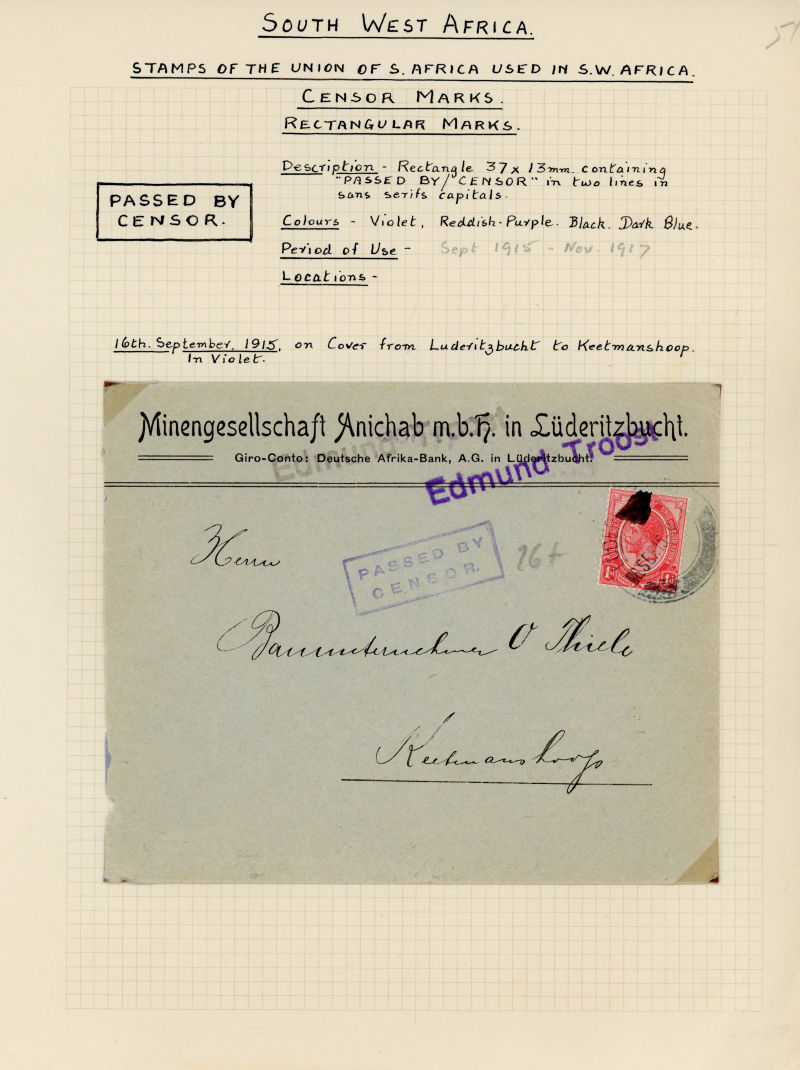 SOUTH WEST AFRICA.
STAMPS OF THE UNION OF S. AFRICA USED IN S.W. AFRICA.
CENSOR MARKS.
RECTANGULAR MARKS.
Description - Rectangle 37 x 13mm. containing
"PASSED BY/CENSOR" in two lines in
sans serifs capitals.
PASSED BY
CENSOR.
Colours - Violet, Reddish-Purple. Black. Dark Blue.
Period of Use - Sept 1915 - Nov. 1917
Locations -
16th. September, 1915, on Cover from Luderitzbucht to Keetmanshoop.
In Violet.
Minengesellschaft Anichab m.b.H. in Lüderitzbucht.
Giro-Conto: Deutsche Afrika-Bank, A.G. in Lüderitzbucht.
Edmund Troost
Edmund Troost
Herrn
PASSED BY
CENSOR.
Bauunternehmer O Thiele
Keetmanshoop